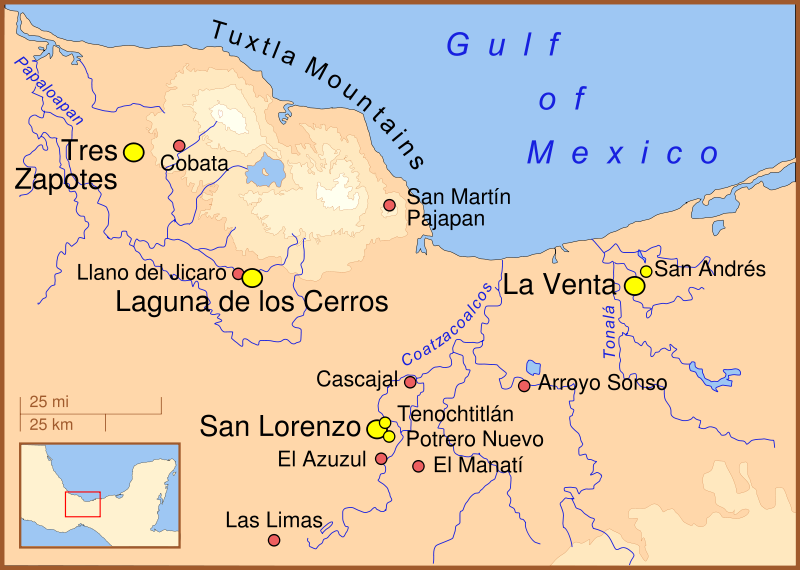 Gulf
of
Mexico
Tuxtla Mountains
Papaloapan
Tres
Zapotes
Cobata
San Martín
Pajapan
Llano del Jicaro
Laguna de los Cerros
La Venta
San Andrés
Coatzacoalcos
Tonalá
Cascajal
Arroyo Sonso
Tenochtitlán
San Lorenzo
Potrero Nuevo
El Azuzul
El Manatí
Las Limas
25 mi
25 km